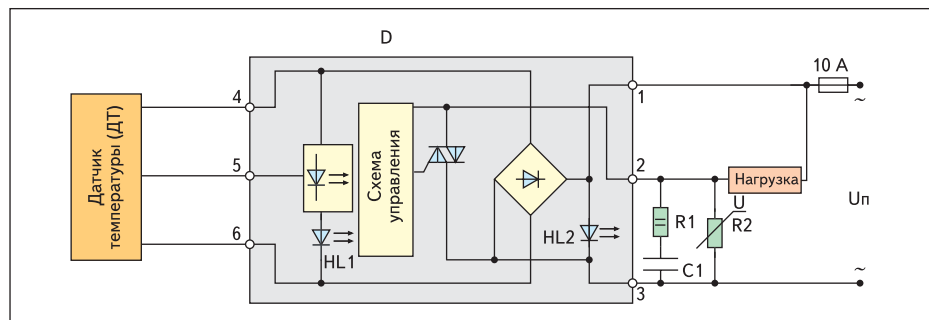 D
10 А
~
Датчик
температуры (ДТ)
4
5
6
HL1
Схема
управления
HL2
1
2
3
Нагрузка
R1
U
R2
C1
Uп
~